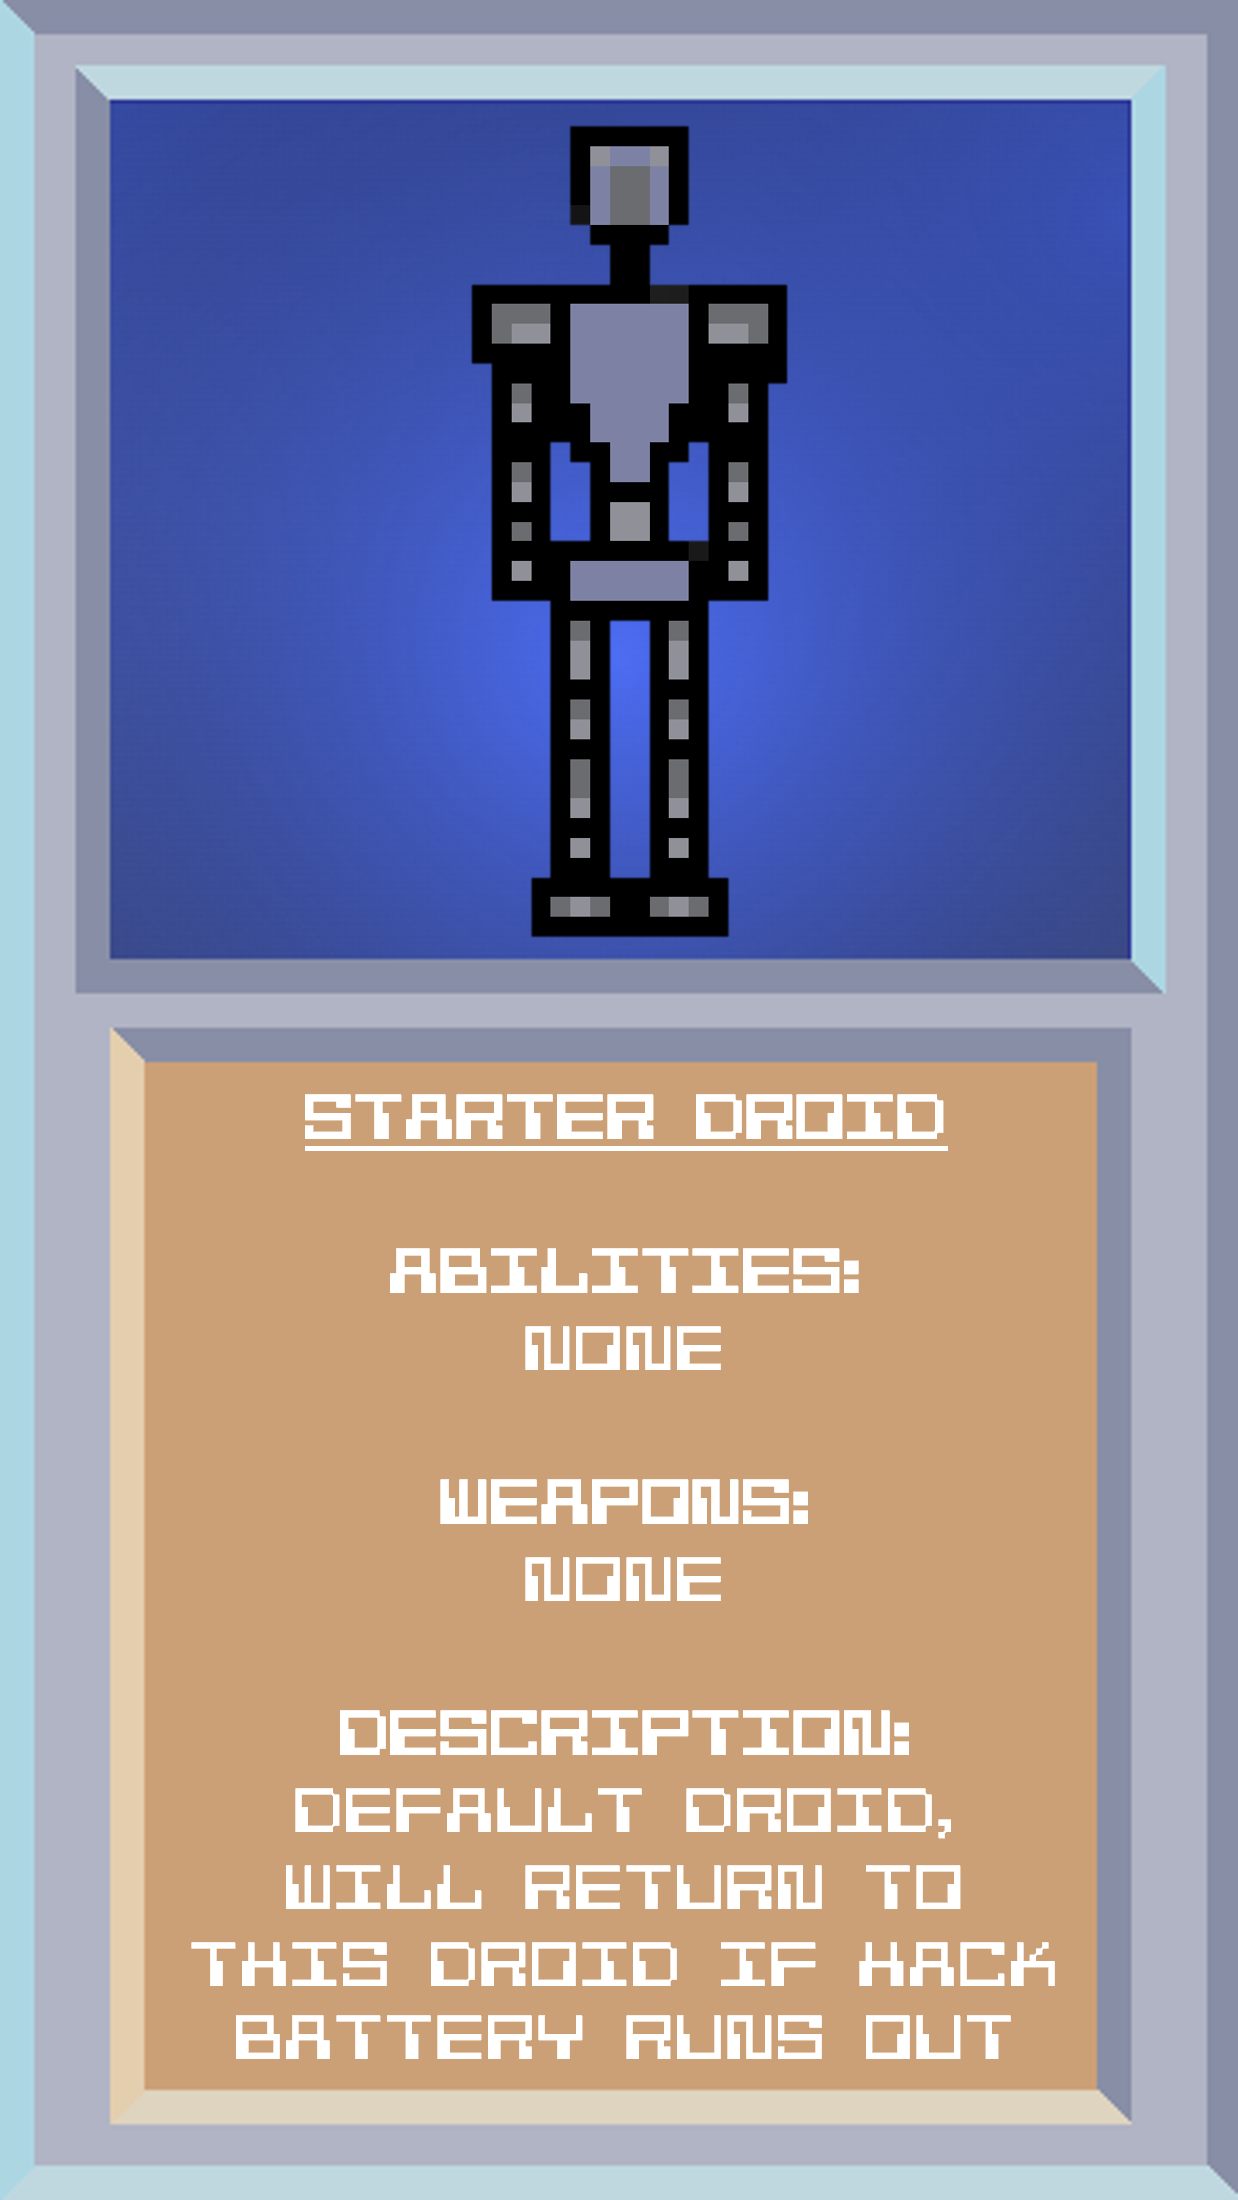 STARTER DROID
ABILITIES:
NONE
WEAPONS:
NONE
DESCRIPTION:
DEFAULT DROID,
WILL RETURN TO
THIS DROID IF HACK
BATTERY RUNS OUT